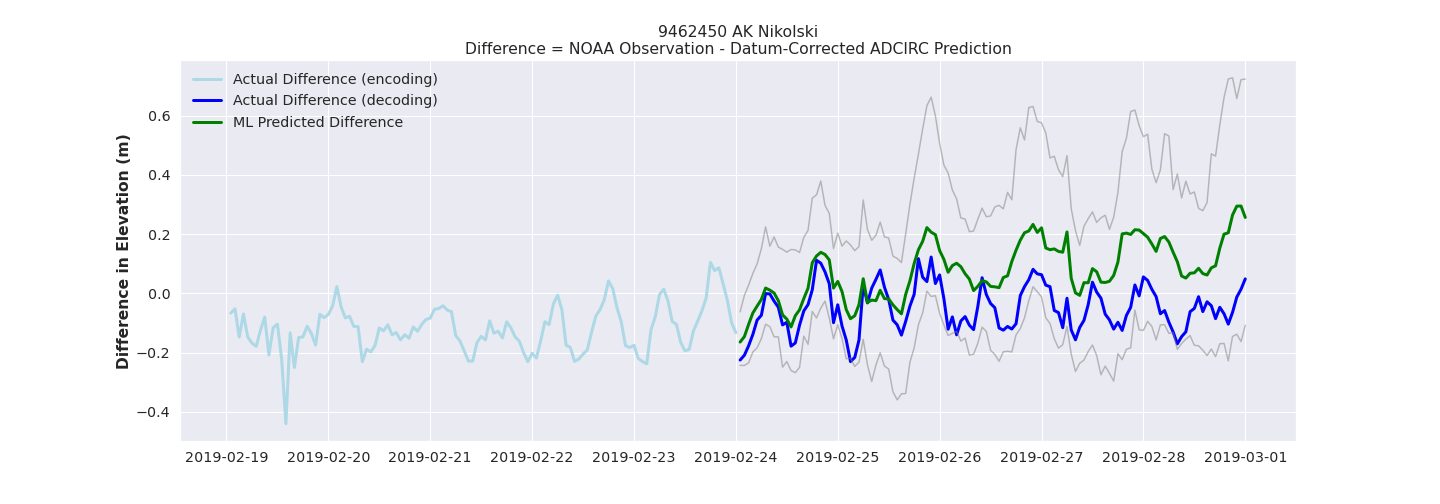 9462450 AK Nikolski
Difference = NOAA Observation - Datum-Corrected ADCIRC Prediction
Actual Difference (encoding)
Actual Difference (decoding)
ML Predicted Difference
Difference in Elevation (m)
0.6
0.4
0.2
0.0
−0.2
−0.4
2019-02-19 2019-02-20 2019-02-21 2019-02-22 2019-02-23 2019-02-24 2019-02-25 2019-02-26 2019-02-27 2019-02-28 2019-03-01